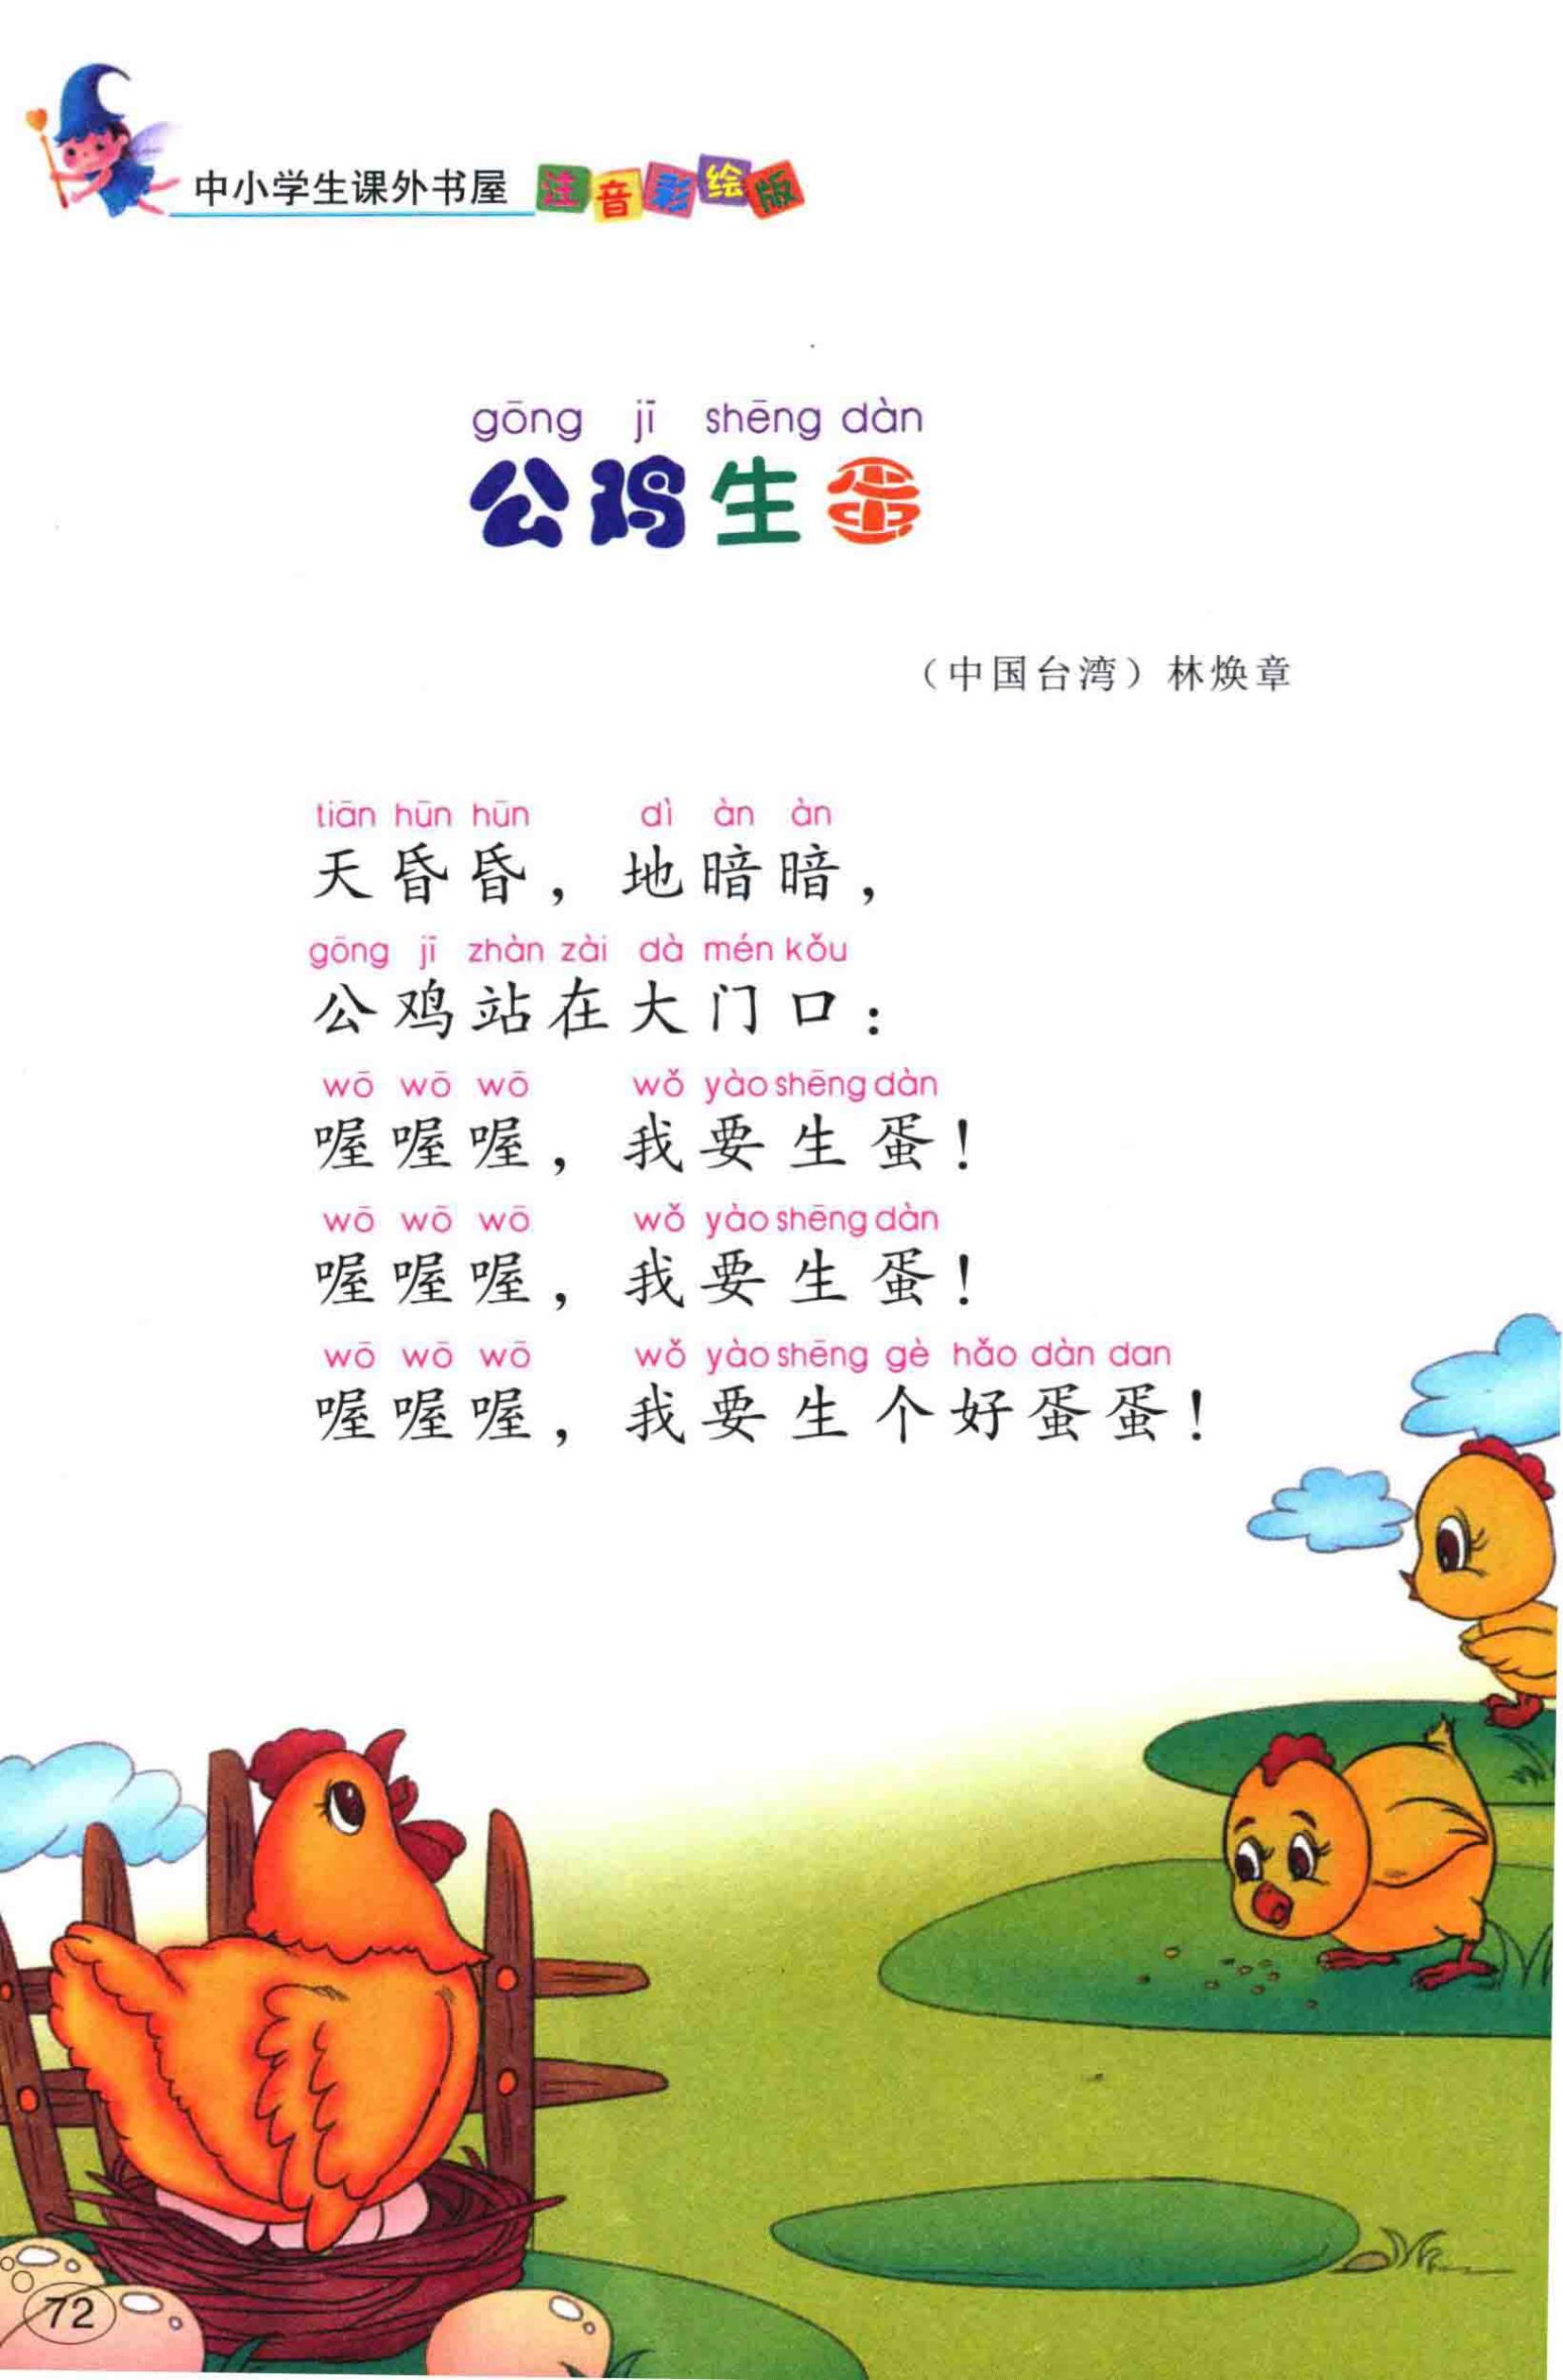 中小学生课外书屋 注音彩绘版
gōng jī shēng dàn
公鸡生蛋
（中国台湾）林焕章
tiān hūn hūn dì àn àn
天昏昏，地暗暗，
gōng jī zhàn zài dà mén kǒu
公鸡站在大门口：
wō wō wō wǒ yào shēng dàn
喔喔喔，我要生蛋！
wō wō wō wǒ yào shēng dàn
喔喔喔，我要生蛋！
wō wō wō wǒ yào shēng gè hǎo dàn dan
喔喔喔，我要生个好蛋蛋！
72